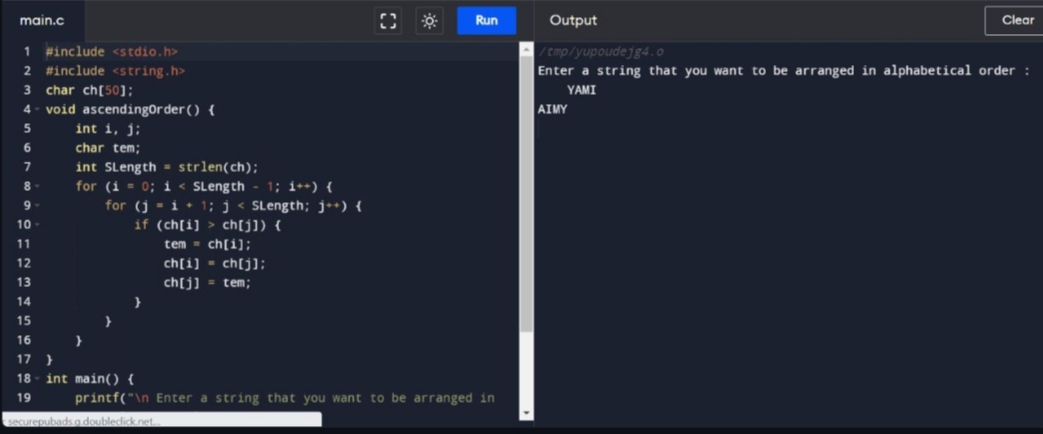 main.c
Run
Output
Clear
1 #include <stdio.h>
2 #include <string.h>
3 char ch[50];
4 void ascendingOrder() {
5 int i, j;
6 char tem;
7 int SLength = strlen(ch);
8 for (i = 0; i < SLength - 1; i++) {
9 for (j = i + 1; j < SLength; j++) {
10 if (ch[i] > ch[j]) {
11 tem = ch[i];
12 ch[i] = ch[j];
13 ch[j] = tem;
14 }
15 }
16 }
17 }
18 int main() {
19 printf("\n Enter a string that you want to be arranged in
securepubads.g.doubleclick.net...
/tmp/yupoudejg4.o
Enter a string that you want to be arranged in alphabetical order :
YAMI
AIMY